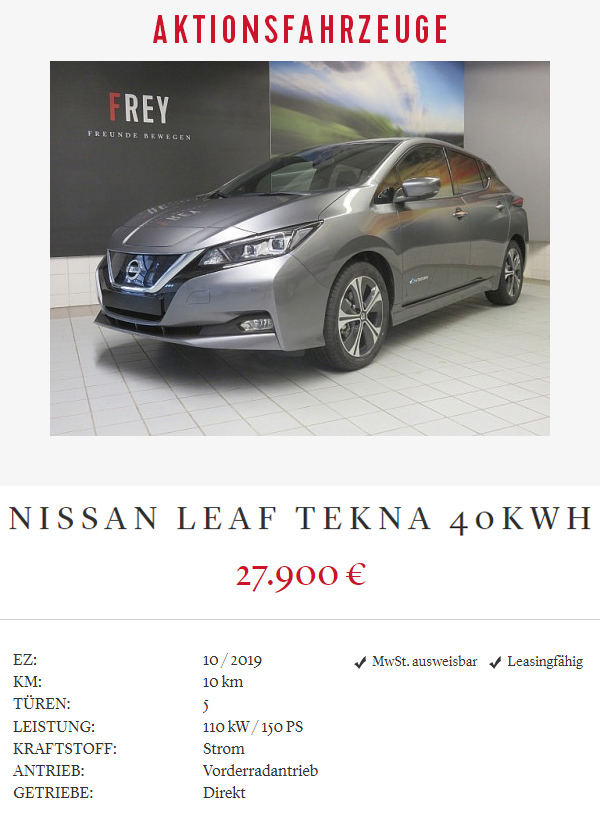 AKTIONSFAHRZEUGE
FREY
FREUNDE BEWEGEN
NISSAN LEAF TEKNA 40KWH
27.900 €
EZ: 10 / 2019 MwSt. ausweisbar Leasingfähig
KM: 10 km
TÜREN: 5
LEISTUNG: 110 kW / 150 PS
KRAFTSTOFF: Strom
ANTRIEB: Vorderradantrieb
GETRIEBE: Direkt